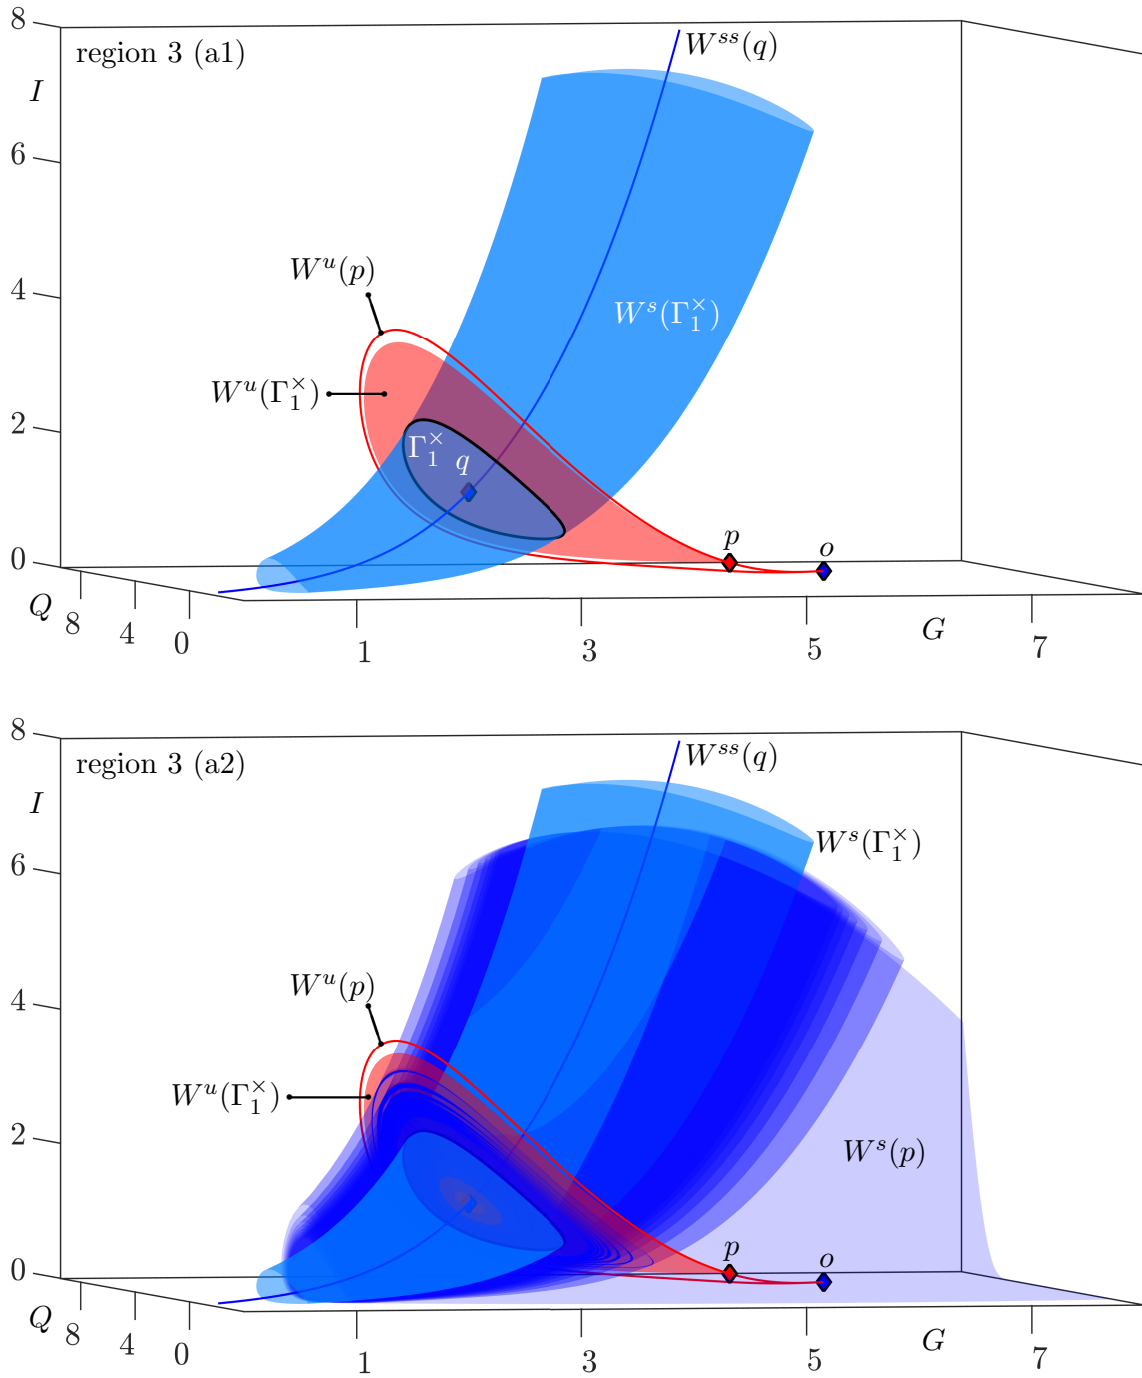 8
region 3 (a1)
W^{ss}(q)
I
6
W^u(p)
4
W^s(Γ_1^×)
W^u(Γ_1^×)
2
Γ_1^×
q
p
o
0
Q
8
4
0
1
3
5
G
7
8
region 3 (a2)
W^{ss}(q)
I
W^s(Γ_1^×)
6
W^u(p)
4
W^u(Γ_1^×)
2
W^s(p)
p
o
0
Q
8
4
0
1
3
5
G
7